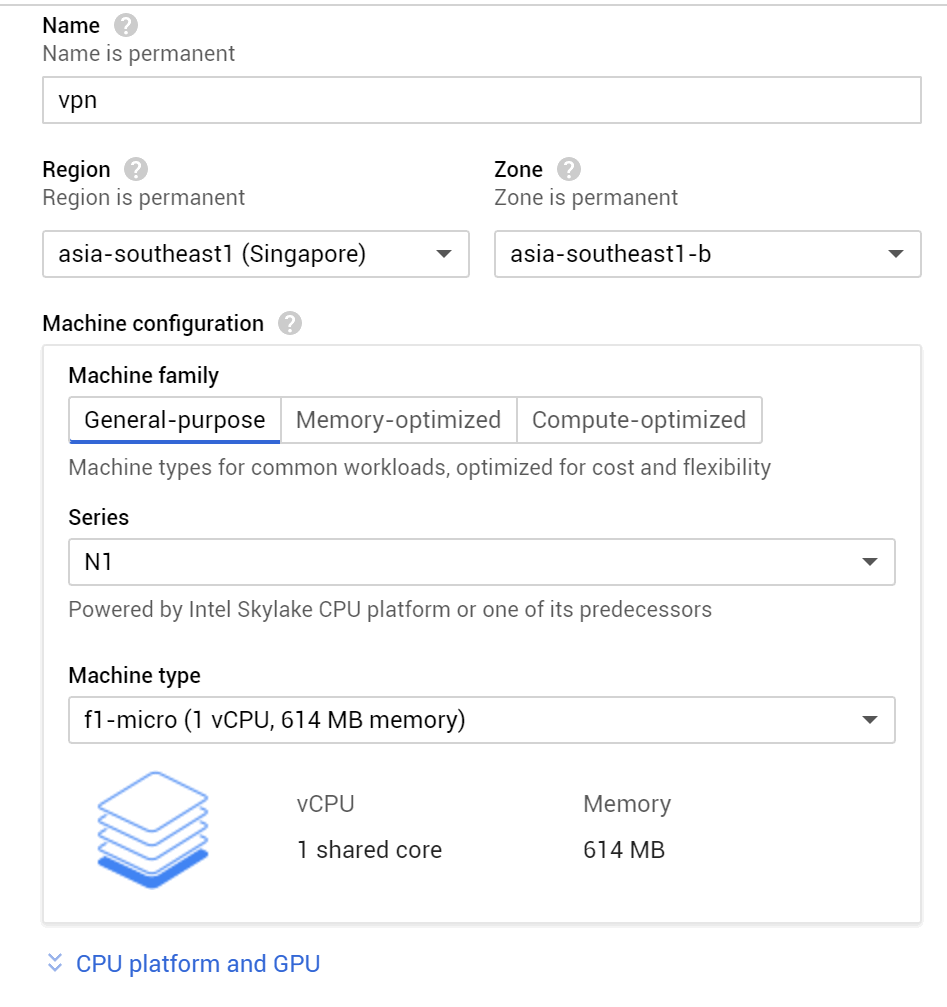 Name ?
Name is permanent
vpn
Region ? Zone ?
Region is permanent Zone is permanent
asia-southeast1 (Singapore) asia-southeast1-b
Machine configuration ?
Machine family
General-purpose Memory-optimized Compute-optimized
Machine types for common workloads, optimized for cost and flexibility
Series
N1
Powered by Intel Skylake CPU platform or one of its predecessors
Machine type
f1-micro (1 vCPU, 614 MB memory)
vCPU Memory
1 shared core 614 MB
CPU platform and GPU